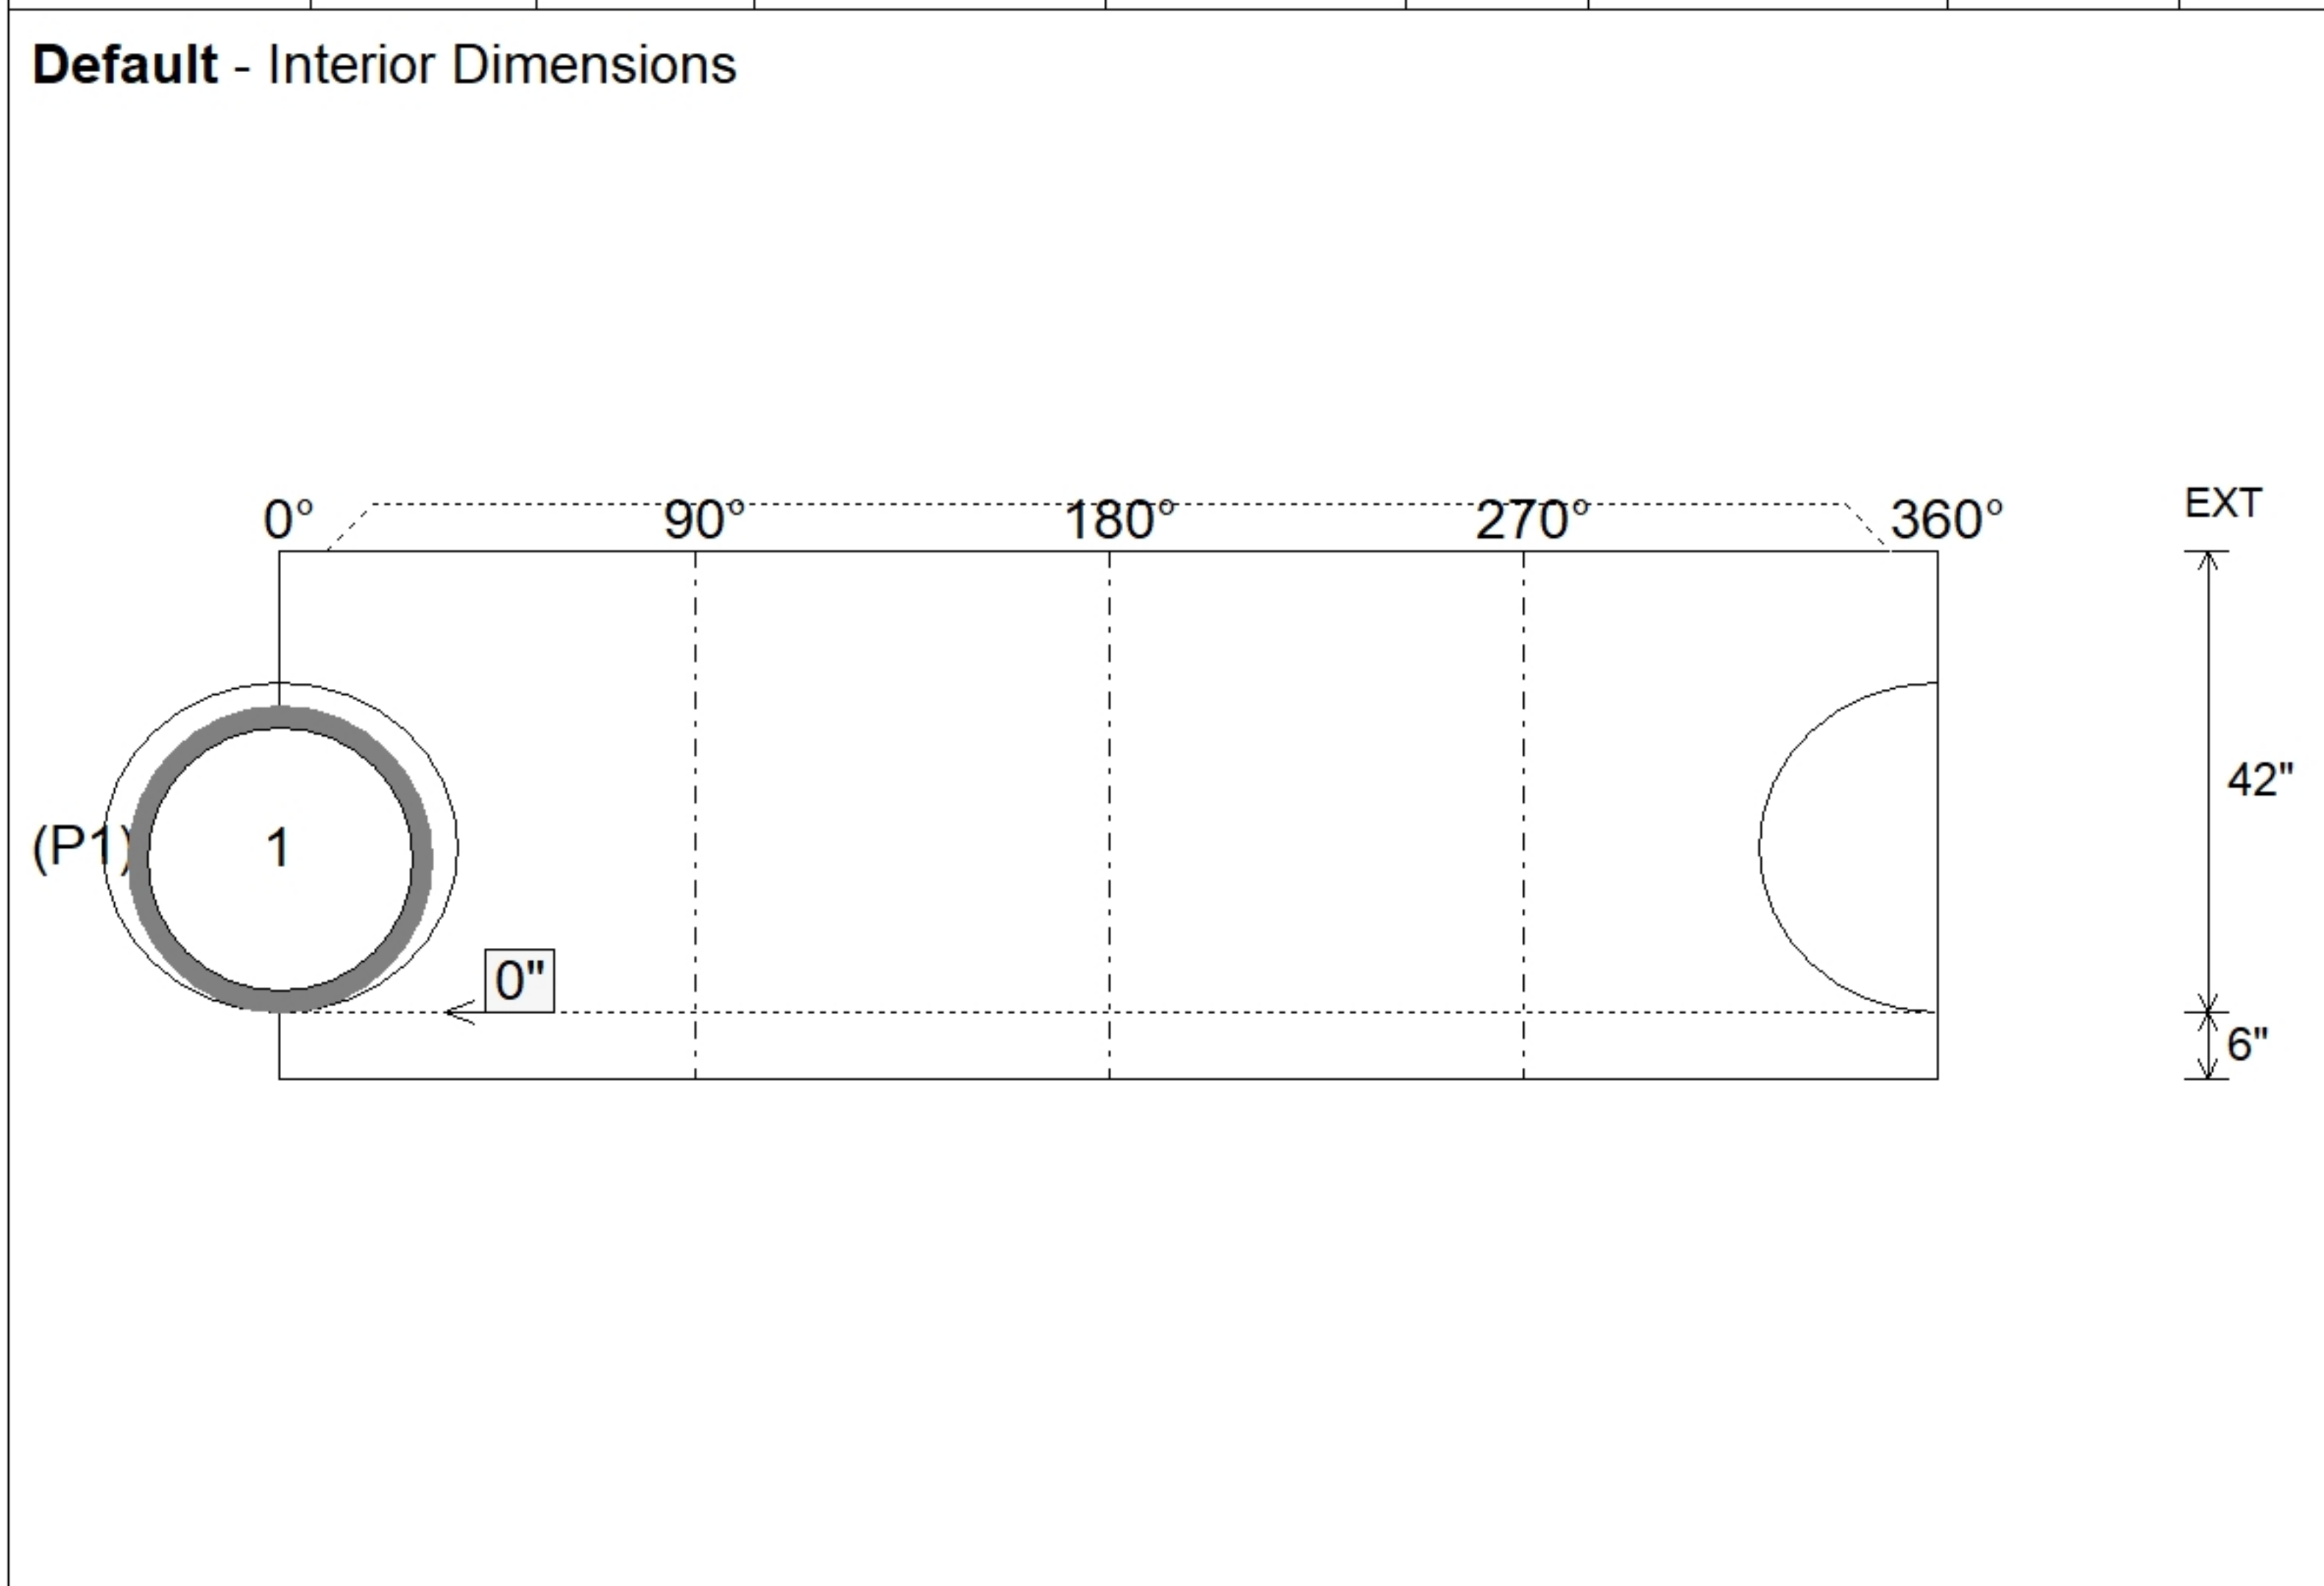 Default - Interior Dimensions
0° 90° 180° 270° 360° EXT
42"
(P1) 1
0"
6"